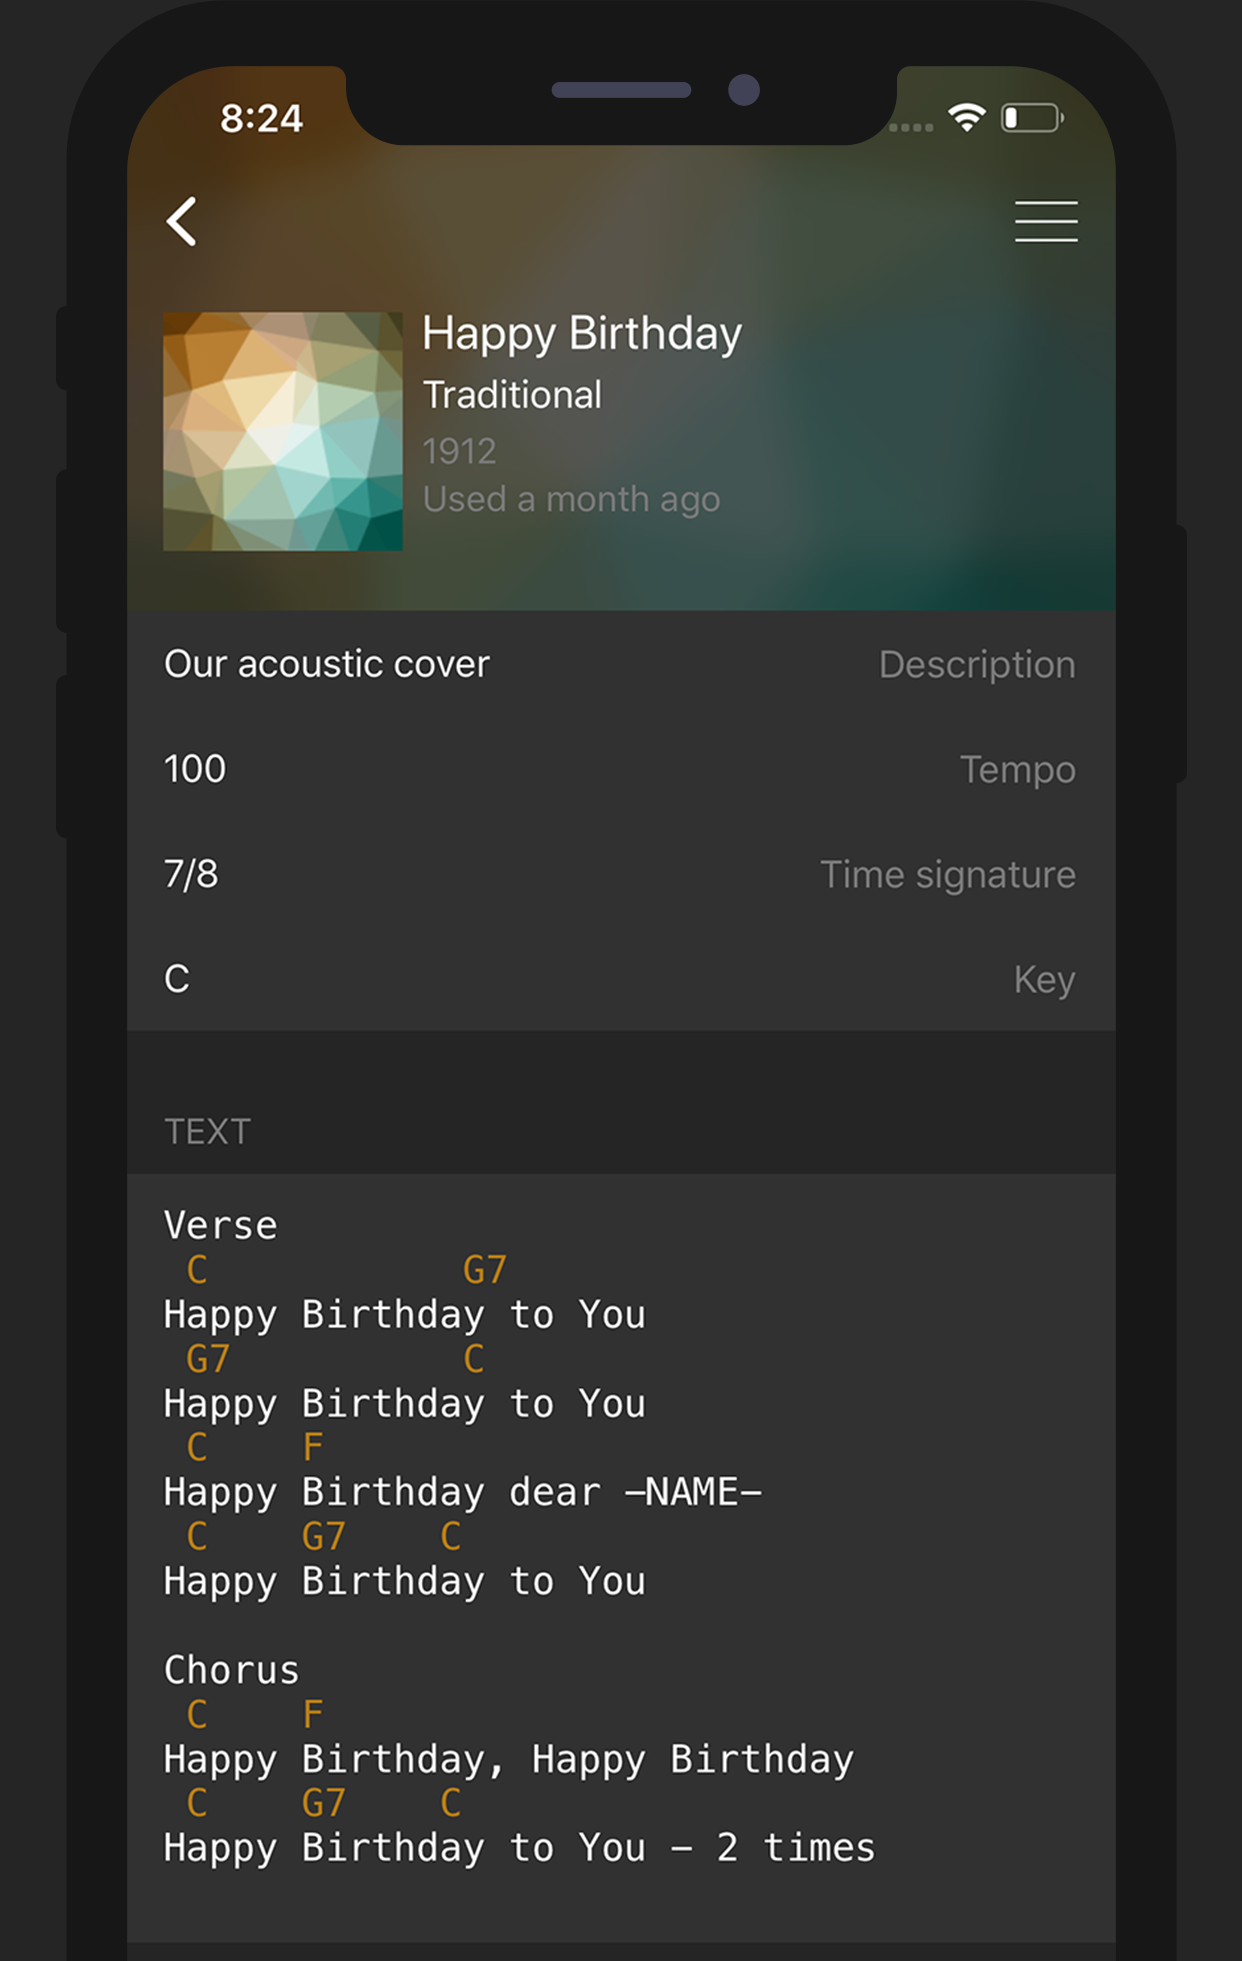 8:24
Happy Birthday
Traditional
1912
Used a month ago
Our acoustic cover Description
100 Tempo
7/8 Time signature
C Key
TEXT
Verse
C G7
Happy Birthday to You
G7 C
Happy Birthday to You
C F
Happy Birthday dear –NAME–
C G7 C
Happy Birthday to You
Chorus
C F
Happy Birthday, Happy Birthday
C G7 C
Happy Birthday to You – 2 times